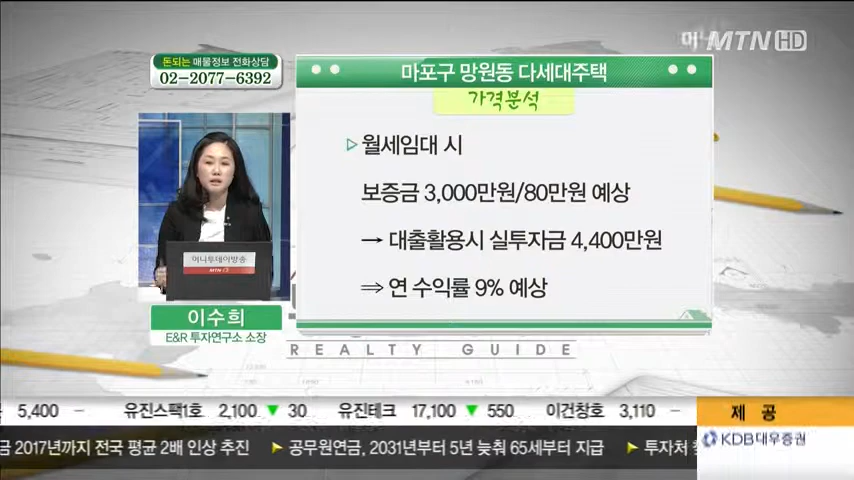 MTN HD
돈되는 매물정보 전화상담
02-2077-6392
마포구 망원동 다세대주택
가격분석
▷월세임대 시
보증금 3,000만원/80만원 예상
→ 대출활용시 실투자금 4,400만원
⇒ 연 수익률 9% 예상
머니투데이방송
MTN
이수희
E&R 투자연구소 소장
REALTY GUIDE
5,400 – 유진스팩1호 2,100 ▼ 30 유진테크 17,100 ▼ 550 이건창호 3,110 –
제 공
금 2017년까지 전국 평균 2배 인상 추진 ▶ 공무원연금, 2031년부터 5년 늦춰 65세부터 지급 ▶ 투자처
KDB대우증권